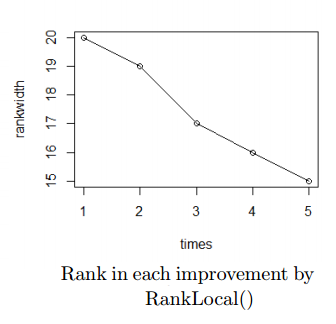 20
19
18
17
16
15
rankwidth
1 2 3 4 5
times
Rank in each improvement by
RankLocal()